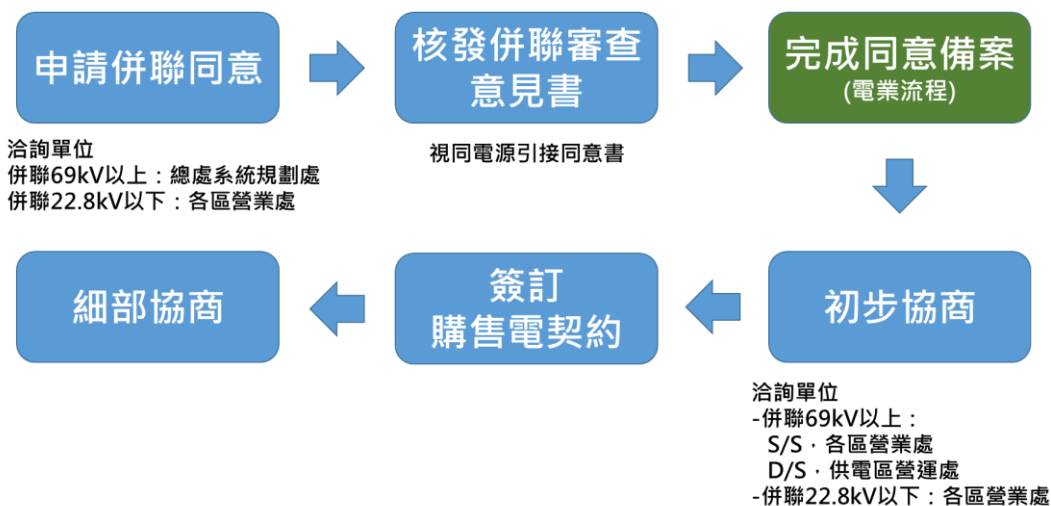 申請併聯同意
核發併聯審查
意見書
完成同意備案
(電業流程)
洽詢單位
併聯69kV以上：總處系統規劃處
併聯22.8kV以下：各區營業處
視同電源引接同意書
細部協商
簽訂
購售電契約
初步協商
洽詢單位
-併聯69kV以上：
S/S，各區營業處
D/S，供電區營運處
-併聯22.8kV以下：各區營業處